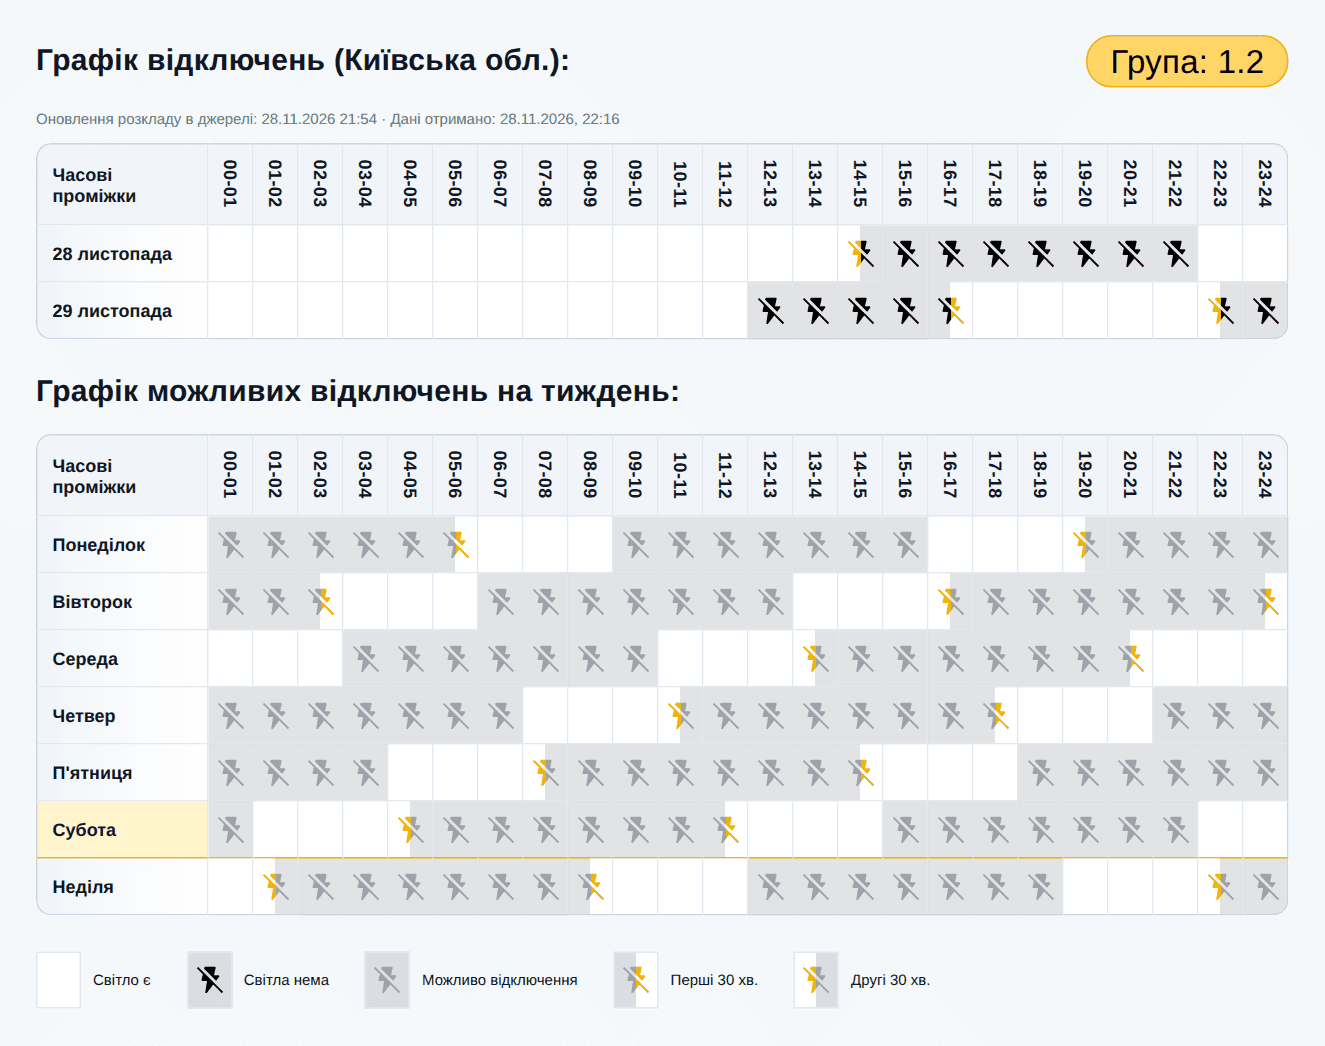 Графік відключень (Київська обл.):
Група: 1.2
Оновлення розкладу в джерелі: 28.11.2026 21:54 · Дані отримано: 28.11.2026, 22:16
Часові проміжки 00-01 01-02 02-03 03-04 04-05 05-06 06-07 07-08 08-09 09-10 10-11 11-12 12-13 13-14 14-15 15-16 16-17 17-18 18-19 19-20 20-21 21-22 22-23 23-24
28 листопада
29 листопада
Графік можливих відключень на тиждень:
Часові проміжки 00-01 01-02 02-03 03-04 04-05 05-06 06-07 07-08 08-09 09-10 10-11 11-12 12-13 13-14 14-15 15-16 16-17 17-18 18-19 19-20 20-21 21-22 22-23 23-24
Понеділок
Вівторок
Середа
Четвер
П'ятниця
Субота
Неділя
Світло є Світла нема Можливо відключення Перші 30 хв. Другі 30 хв.